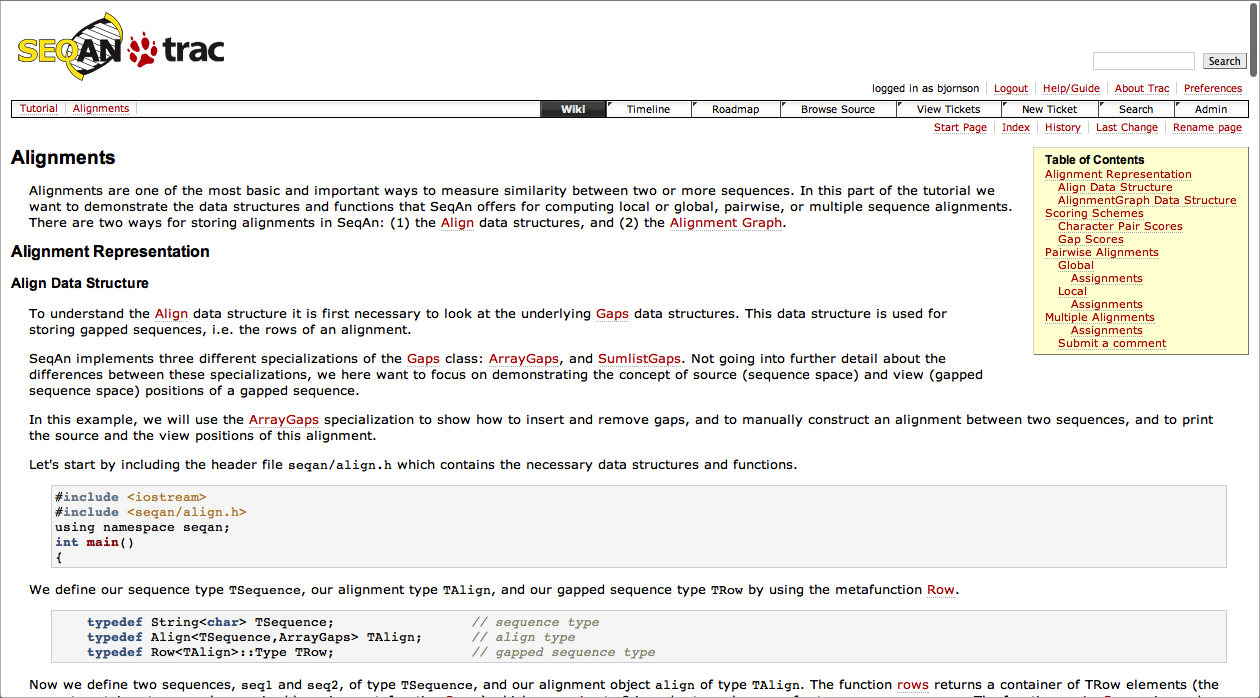 SEQAN trac
Search
logged in as bjornson Logout Help/Guide About Trac Preferences
Tutorial Alignments Wiki Timeline Roadmap Browse Source View Tickets New Ticket Search Admin
Start Page Index History Last Change Rename page
Alignments
Alignments are one of the most basic and important ways to measure similarity between two or more sequences. In this part of the tutorial we
want to demonstrate the data structures and functions that SeqAn offers for computing local or global, pairwise, or multiple sequence alignments.
There are two ways for storing alignments in SeqAn: (1) the Align data structures, and (2) the Alignment Graph.
Table of Contents
Alignment Representation
Align Data Structure
AlignmentGraph Data Structure
Scoring Schemes
Character Pair Scores
Gap Scores
Pairwise Alignments
Global
Assignments
Local
Assignments
Multiple Alignments
Assignments
Submit a comment
Alignment Representation
Align Data Structure
To understand the Align data structure it is first necessary to look at the underlying Gaps data structures. This data structure is used for
storing gapped sequences, i.e. the rows of an alignment.
SeqAn implements three different specializations of the Gaps class: ArrayGaps, and SumlistGaps. Not going into further detail about the
differences between these specializations, we here want to focus on demonstrating the concept of source (sequence space) and view (gapped
sequence space) positions of a gapped sequence.
In this example, we will use the ArrayGaps specialization to show how to insert and remove gaps, and to manually construct an alignment between two sequences, and to print
the source and the view positions of this alignment.
Let's start by including the header file seqan/align.h which contains the necessary data structures and functions.
#include <iostream>
#include <seqan/align.h>
using namespace seqan;
int main()
{
We define our sequence type TSequence, our alignment type TAlign, and our gapped sequence type TRow by using the metafunction Row.
typedef String<char> TSequence; // sequence type
typedef Align<TSequence,ArrayGaps> TAlign; // align type
typedef Row<TAlign>::Type TRow; // gapped sequence type
Now we define two sequences, seq1 and seq2, of type TSequence, and our alignment object align of type TAlign. The function rows returns a container of TRow elements (the